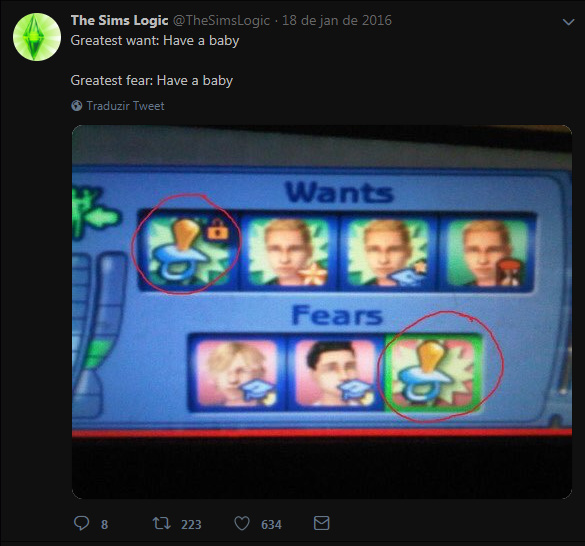 The Sims Logic @TheSimsLogic · 18 de jan de 2016
Greatest want: Have a baby
Greatest fear: Have a baby
Traduzir Tweet
Wants
Fears
8 223 634